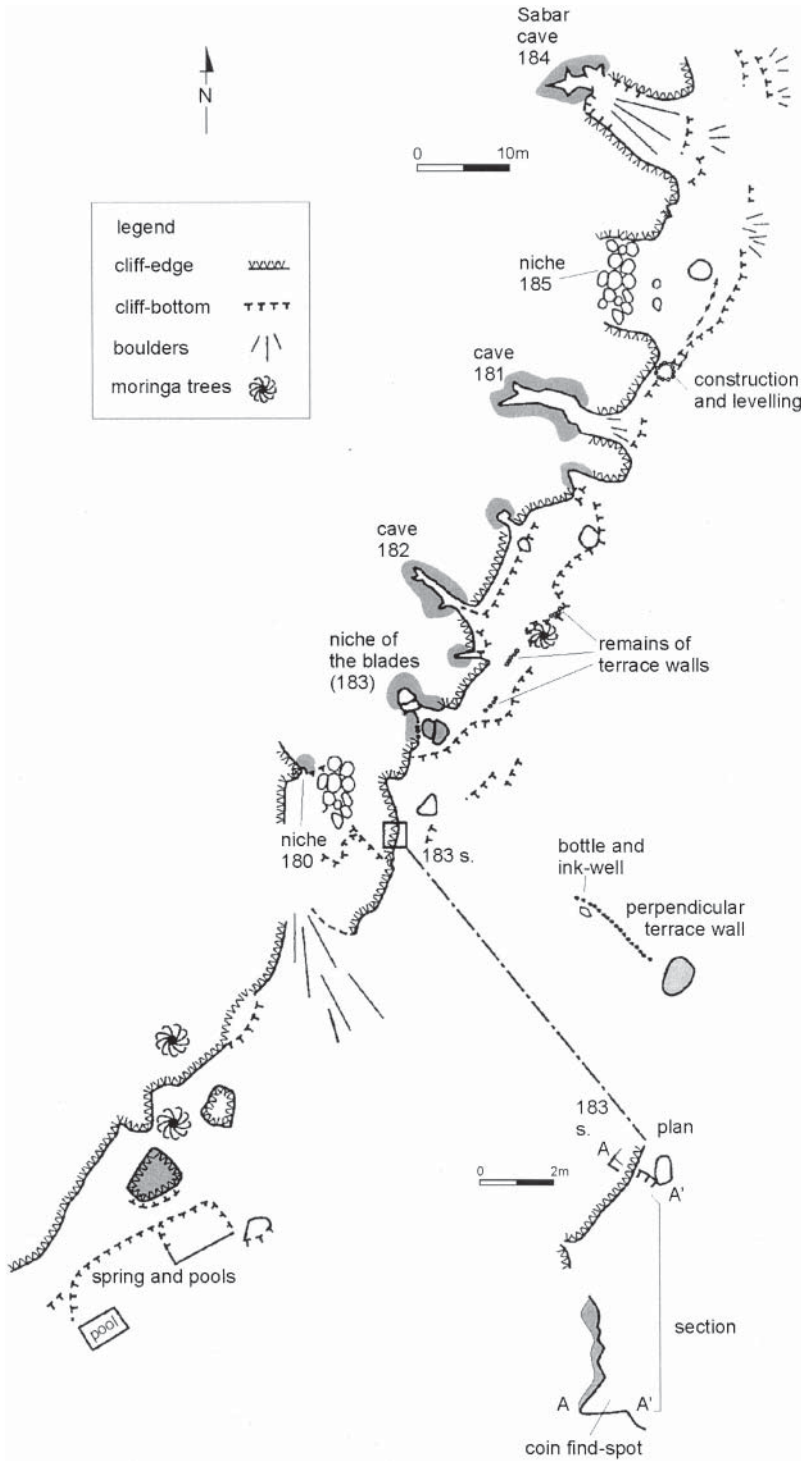 Sabar
cave
184
N
0 10m
legend
cliff-edge
cliff-bottom
boulders
moringa trees
niche
185
cave
181
construction
and levelling
cave
182
niche of
the blades
(183)
remains of
terrace walls
niche
180
183 s.
bottle and
ink-well
perpendicular
terrace wall
183
s.
plan
A
A'
0 2m
spring and pools
pool
section
A A'
coin find-spot